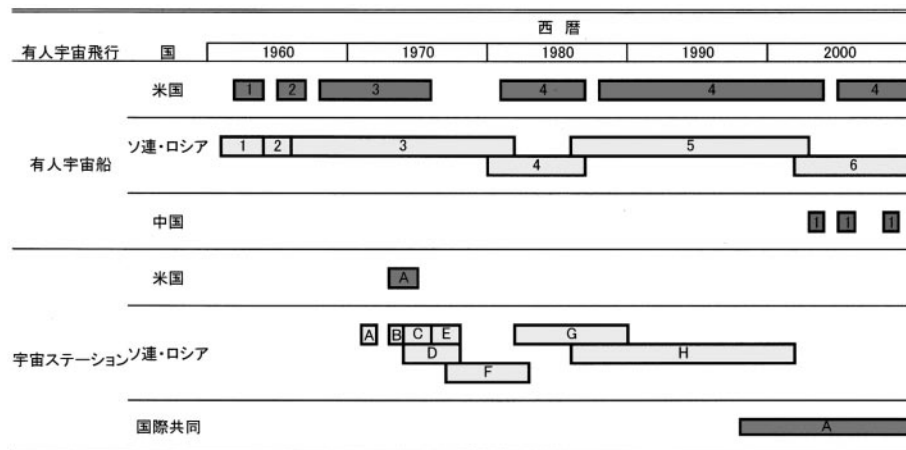 西 暦
有人宇宙飛行 国 1960 1970 1980 1990 2000
米国 1 2 3 4 4 4
ソ連・ロシア 1 2 3 5
有人宇宙船 4 6
中国 1 1 1
米国 A
A B C E G
宇宙ステーション ソ連・ロシア D H
F
国際共同 A